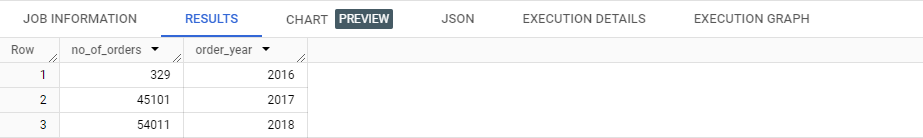 JOB INFORMATION RESULTS CHART PREVIEW JSON EXECUTION DETAILS EXECUTION GRAPH
Row no_of_orders order_year
1 329 2016
2 45101 2017
3 54011 2018